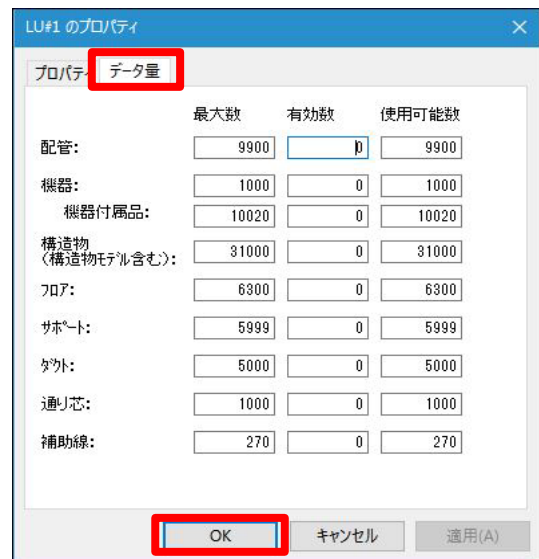 LU#1 のプロパティ
プロパティ データ量
最大数 有効数 使用可能数
配管: 9900 0 9900
機器: 1000 0 1000
機器付属品: 10020 0 10020
構造物
(構造物モデル含む): 31000 0 31000
フロア: 6300 0 6300
サポート: 5999 0 5999
ダクト: 5000 0 5000
通り芯: 1000 0 1000
補助線: 270 0 270
OK キャンセル 適用(A)